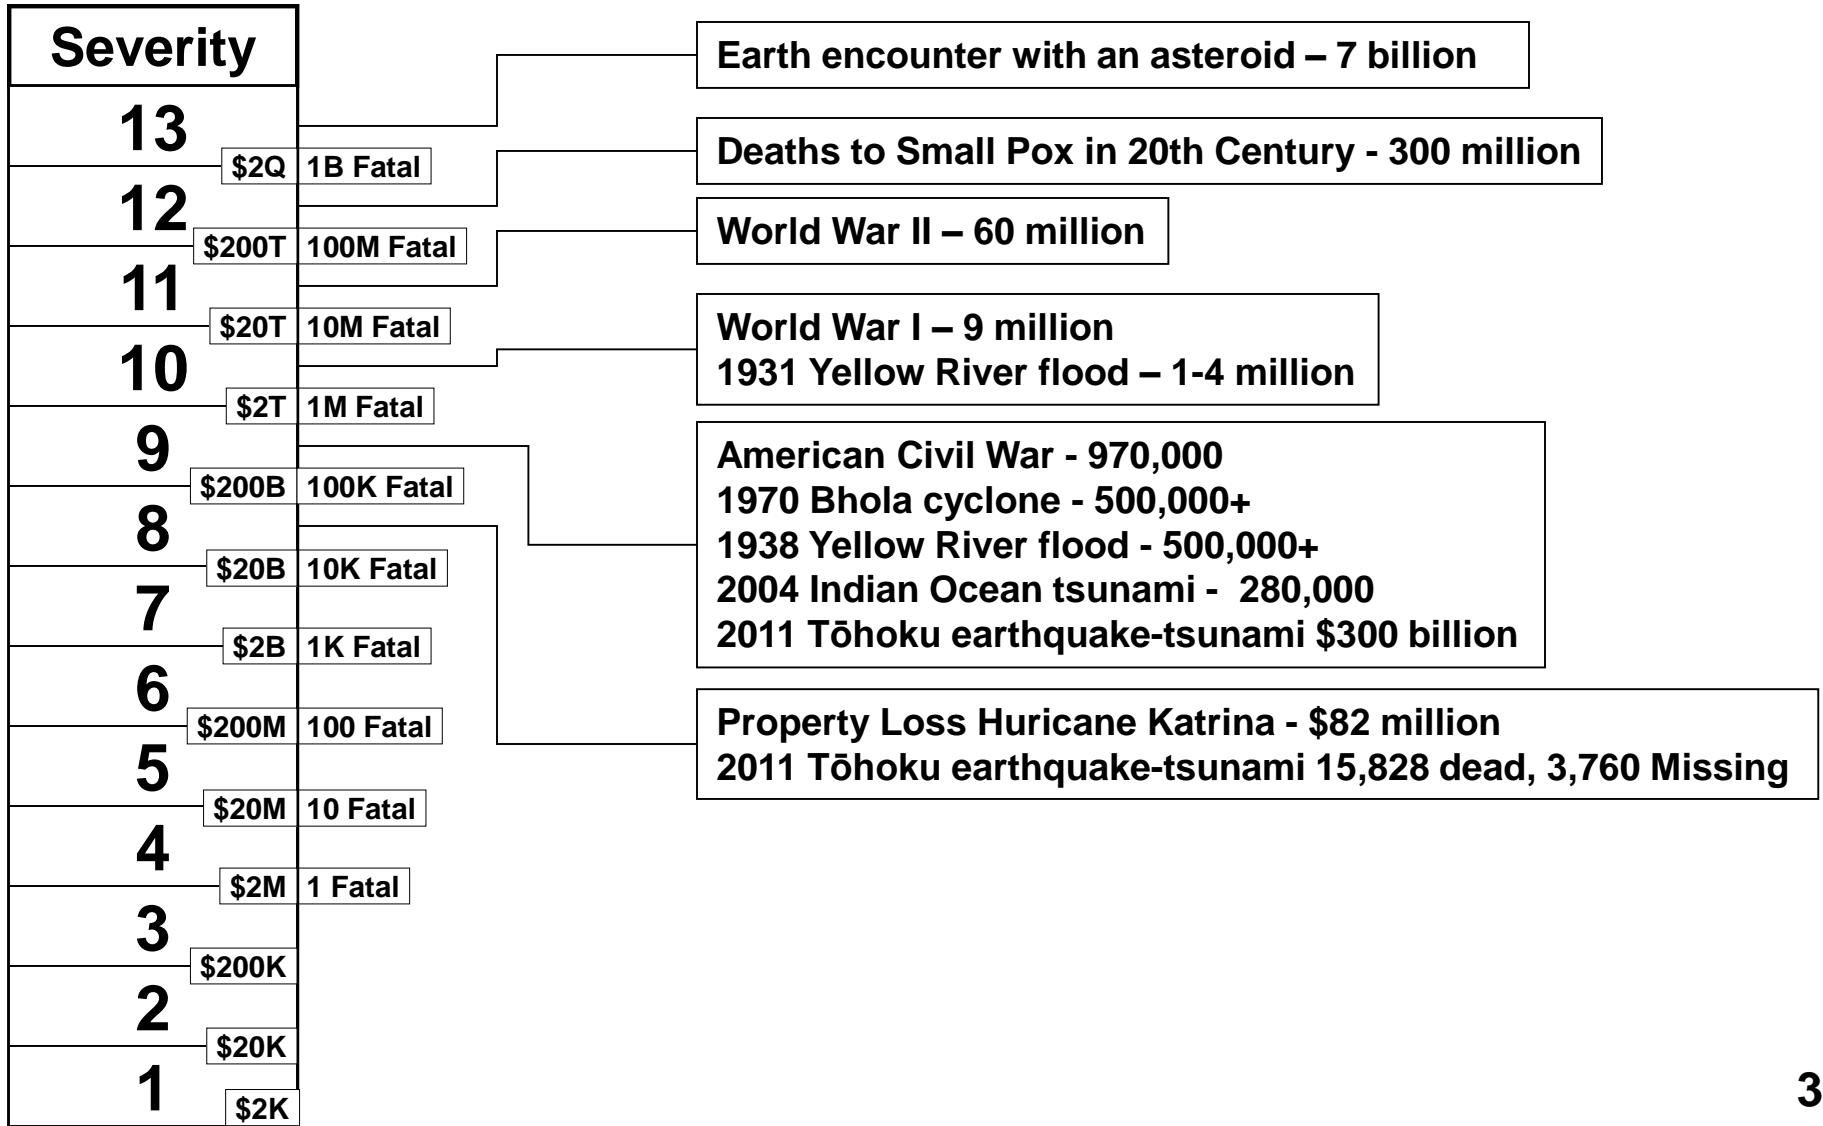 Severity
13
$2Q 1B Fatal
12
$200T 100M Fatal
11
$20T 10M Fatal
10
$2T 1M Fatal
9
$200B 100K Fatal
8
$20B 10K Fatal
7
$2B 1K Fatal
6
$200M 100 Fatal
5
$20M 10 Fatal
4
$2M 1 Fatal
3
$200K
2
$20K
1
$2K
Earth encounter with an asteroid – 7 billion
Deaths to Small Pox in 20th Century - 300 million
World War II – 60 million
World War I – 9 million
1931 Yellow River flood – 1-4 million
American Civil War - 970,000
1970 Bhola cyclone - 500,000+
1938 Yellow River flood - 500,000+
2004 Indian Ocean tsunami -  280,000
2011 Tōhoku earthquake-tsunami $300 billion
Property Loss Huricane Katrina - $82 million
2011 Tōhoku earthquake-tsunami 15,828 dead, 3,760 Missing
3